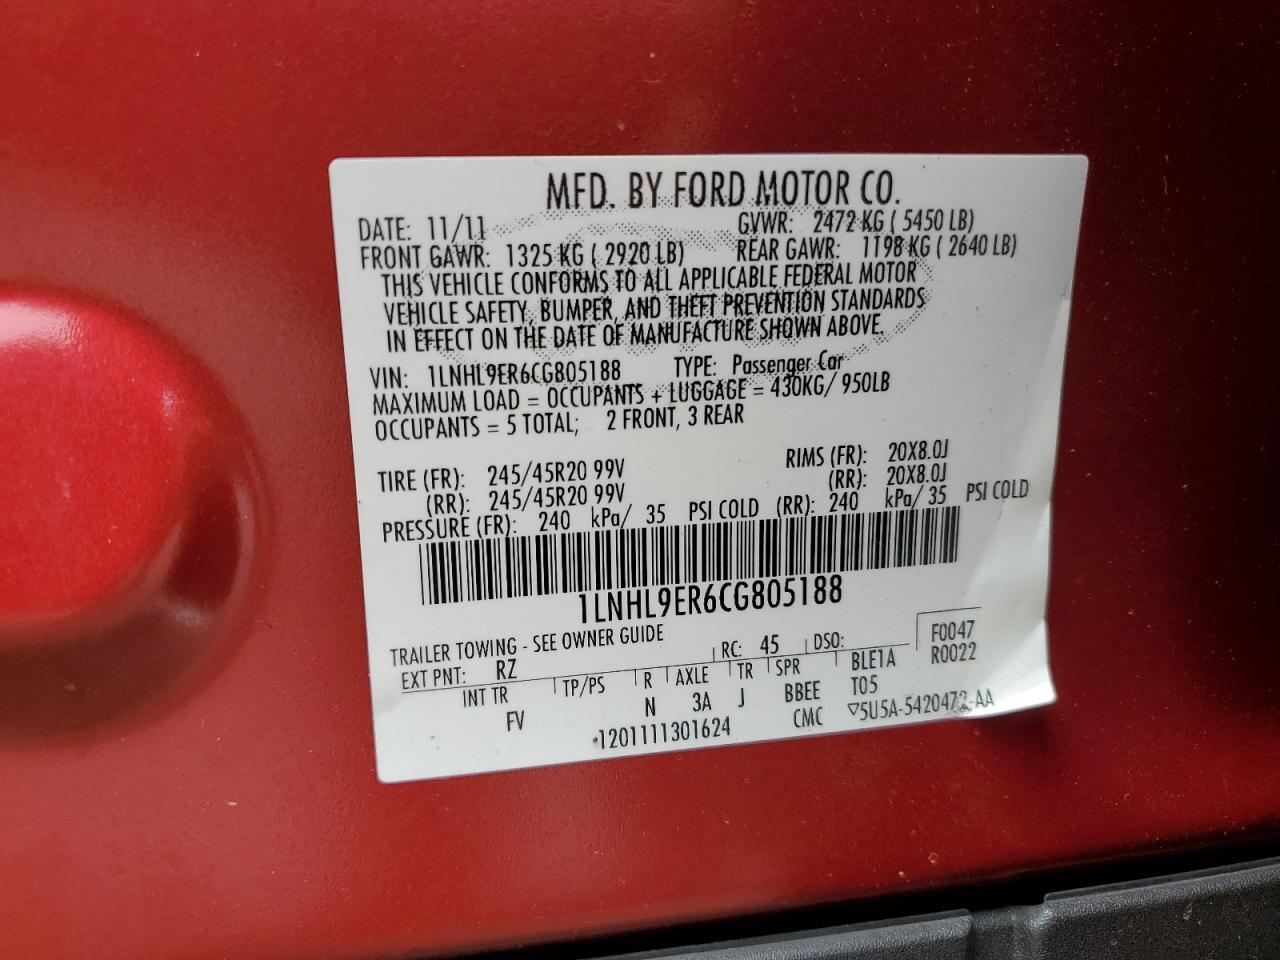 MFD. BY FORD MOTOR CO.
DATE: 11/11 GVWR: 2472 KG ( 5450 LB)
FRONT GAWR: 1325 KG ( 2920 LB) REAR GAWR: 1198 KG ( 2640 LB)
THIS VEHICLE CONFORMS TO ALL APPLICABLE FEDERAL MOTOR
VEHICLE SAFETY, BUMPER, AND THEFT PREVENTION STANDARDS
IN EFFECT ON THE DATE OF MANUFACTURE SHOWN ABOVE.
VIN: 1LNHL9ER6CG805188 TYPE: Passenger Car
MAXIMUM LOAD = OCCUPANTS + LUGGAGE = 430KG/ 950LB
OCCUPANTS = 5 TOTAL; 2 FRONT, 3 REAR
TIRE (FR): 245/45R20 99V RIMS (FR): 20X8.0J
(RR): 245/45R20 99V (RR): 20X8.0J
PRESSURE (FR): 240 kPa/ 35 PSI COLD (RR): 240 kPa/ 35 PSI COLD
1LNHL9ER6CG805188
TRAILER TOWING - SEE OWNER GUIDE
EXT PNT: RZ RC: 45 DSO: F0047
INT TR TP/PS R AXLE TR SPR BLE1A R0022
FV N 3A J BBEE T05
*1201111301624 CMC ▽5U5A-5420472-AA